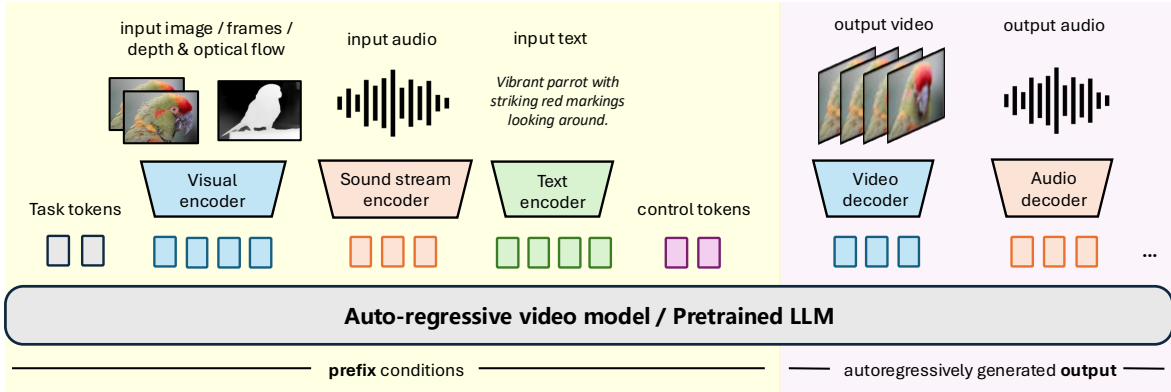 input image / frames /
depth & optical flow
input audio
input text
output video
output audio
Vibrant parrot with
striking red markings
looking around.
Visual
encoder
Sound stream
encoder
Text
encoder
Video
decoder
Audio
decoder
Task tokens
control tokens
...
Auto-regressive video model / Pretrained LLM
prefix conditions
autoregressively generated output